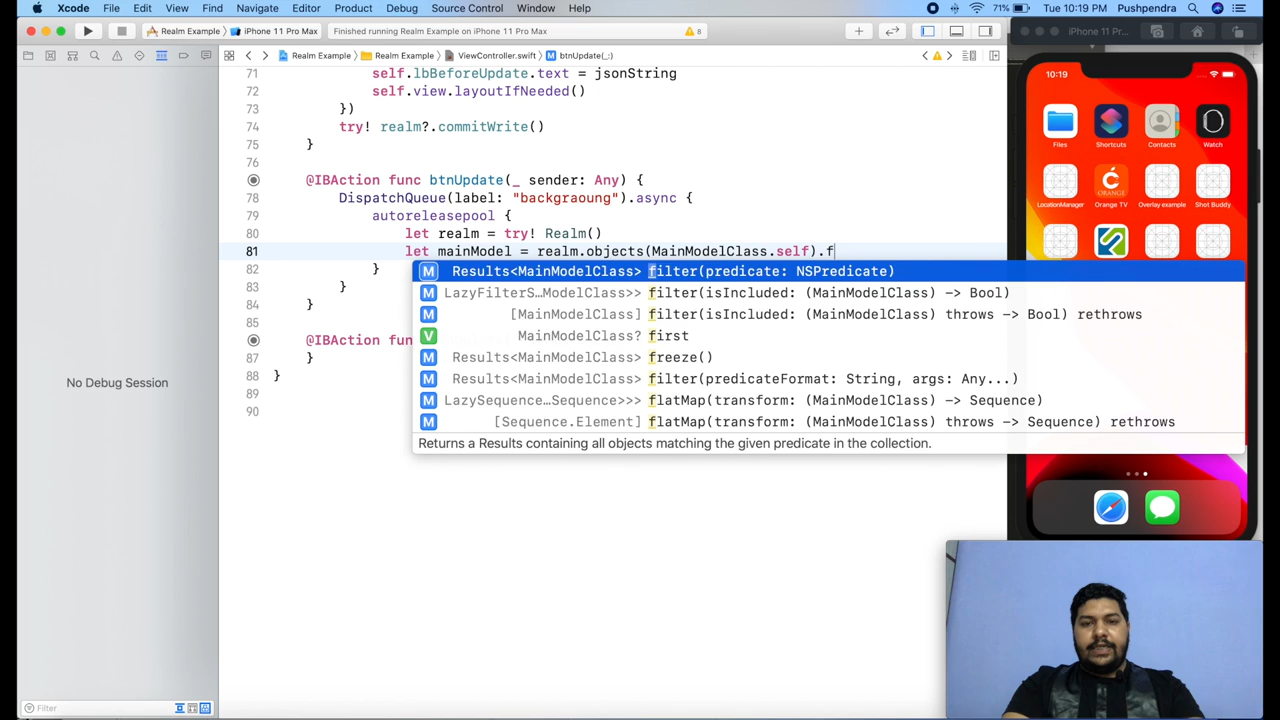 Xcode File Edit View Find Navigate Editor Product Debug Source Control Window Help 71% Tue 10:19 PM Pushpendra
Realm Example iPhone 11 Pro Max Finished running Realm Example on iPhone 11 Pro Max 8 iPhone 11 Pr...
Realm Example Realm Example ViewController.swift M btnUpdate(_:)
71 self.lbBeforeUpdate.text = jsonString
72 self.view.layoutIfNeeded()
73 })
74 try! realm?.commitWrite()
75 }
76
@IBAction func btnUpdate(_ sender: Any) {
78 DispatchQueue(label: "backgraoung").async {
79 autoreleasepool {
80 let realm = try! Realm()
81 let mainModel = realm.objects(MainModelClass.self).f
82 }
83 }
84 }
85
@IBAction fun
87 }
88 }
89
90
M Results<MainModelClass> filter(predicate: NSPredicate)
M LazyFilterS…ModelClass>> filter(isIncluded: (MainModelClass) -> Bool)
M [MainModelClass] filter(isIncluded: (MainModelClass) throws -> Bool) rethrows
V MainModelClass? first
M Results<MainModelClass> freeze()
M Results<MainModelClass> filter(predicateFormat: String, args: Any...)
M LazySequence…Sequence>>> flatMap(transform: (MainModelClass) -> Sequence)
M [Sequence.Element] flatMap(transform: (MainModelClass) throws -> Sequence) rethrows
Returns a Results containing all objects matching the given predicate in the collection.
No Debug Session
Filter
10:19
Files Shortcuts Contacts Watch
LocationManager Orange TV Overlay example Shot Buddy
ORANGE